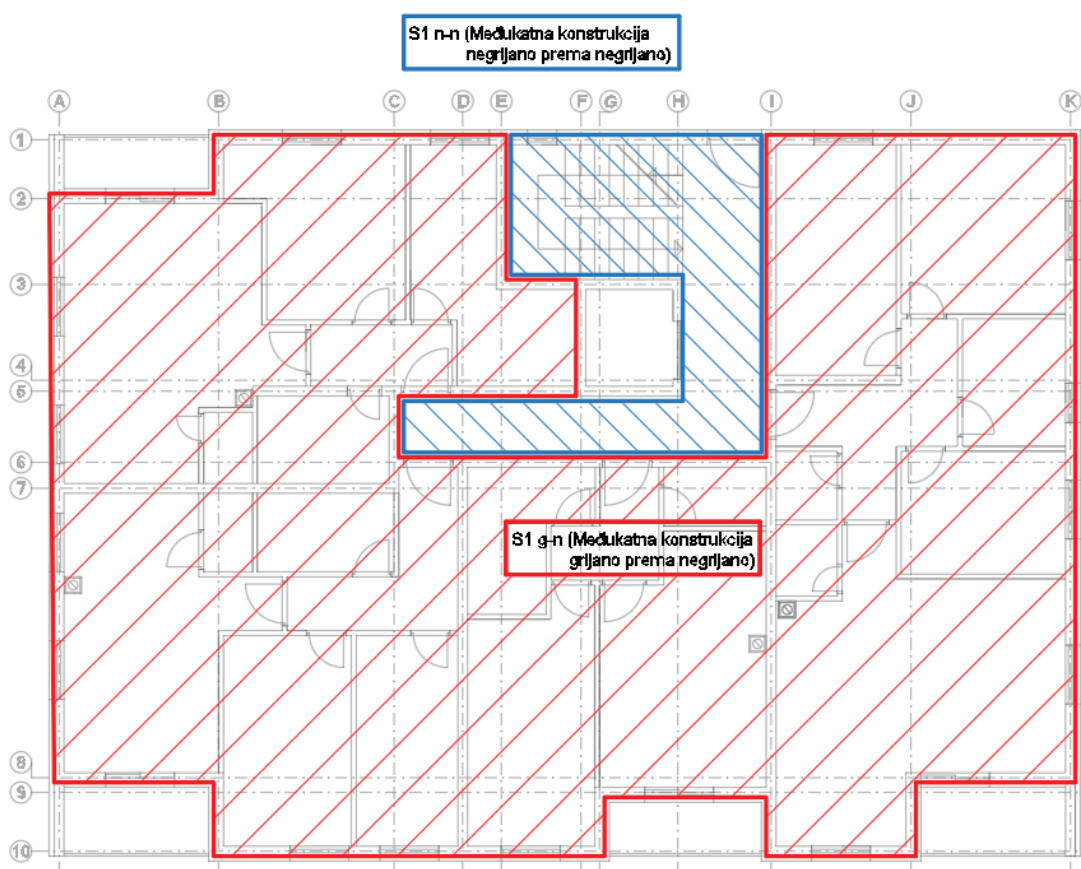 S1 n-n (Međukatna konstrukcija
negrijano prema negrijano)
A B C D E F G H I J K
1
2
3
4
5
6
7
S1 g-n (Međukatna konstrukcija
grijano prema negrijano)
8
9
10